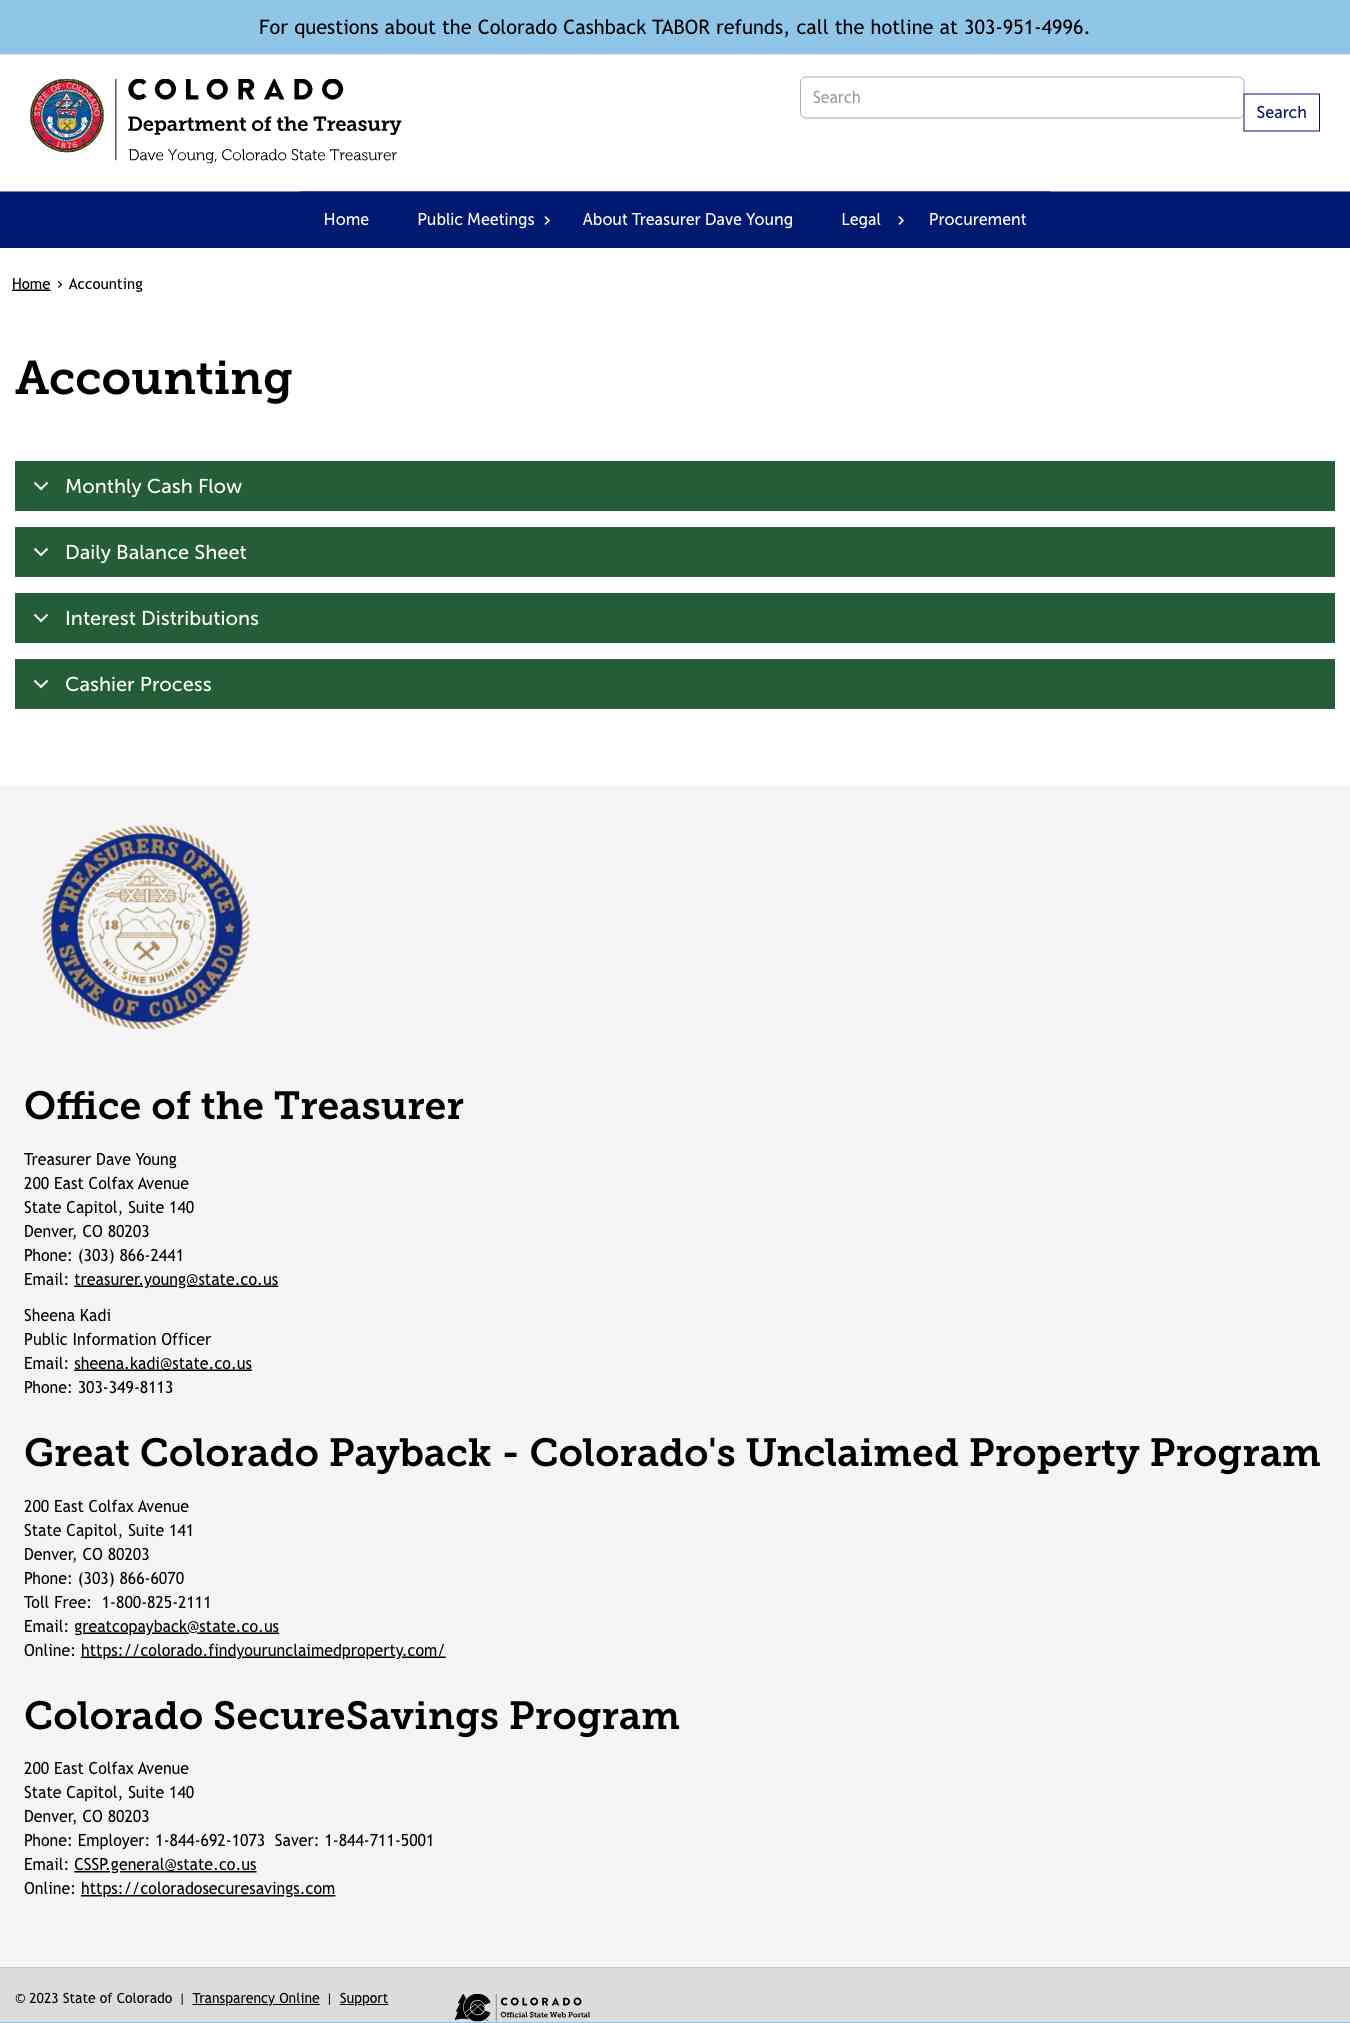 For questions about the Colorado Cashback TABOR refunds, call the hotline at 303-951-4996.
STATE OF COLORADO
1876
COLORADO
Department of the Treasury
Dave Young, Colorado State Treasurer
Search
Search
Home Public Meetings › About Treasurer Dave Young Legal › Procurement
Home › Accounting
Accounting
Monthly Cash Flow
Daily Balance Sheet
Interest Distributions
Cashier Process
TREASURERS OFFICE
18 76
NIL SINE NUMINE
STATE OF COLORADO
Office of the Treasurer
Treasurer Dave Young
200 East Colfax Avenue
State Capitol, Suite 140
Denver, CO 80203
Phone: (303) 866-2441
Email: treasurer.young@state.co.us
Sheena Kadi
Public Information Officer
Email: sheena.kadi@state.co.us
Phone: 303-349-8113
Great Colorado Payback - Colorado's Unclaimed Property Program
200 East Colfax Avenue
State Capitol, Suite 141
Denver, CO 80203
Phone: (303) 866-6070
Toll Free:  1-800-825-2111
Email: greatcopayback@state.co.us
Online: https://colorado.findyourunclaimedproperty.com/
Colorado SecureSavings Program
200 East Colfax Avenue
State Capitol, Suite 140
Denver, CO 80203
Phone: Employer: 1-844-692-1073  Saver: 1-844-711-5001
Email: CSSP.general@state.co.us
Online: https://coloradosecuresavings.com
© 2023 State of Colorado | Transparency Online | Support
COLORADO
Official State Web Portal